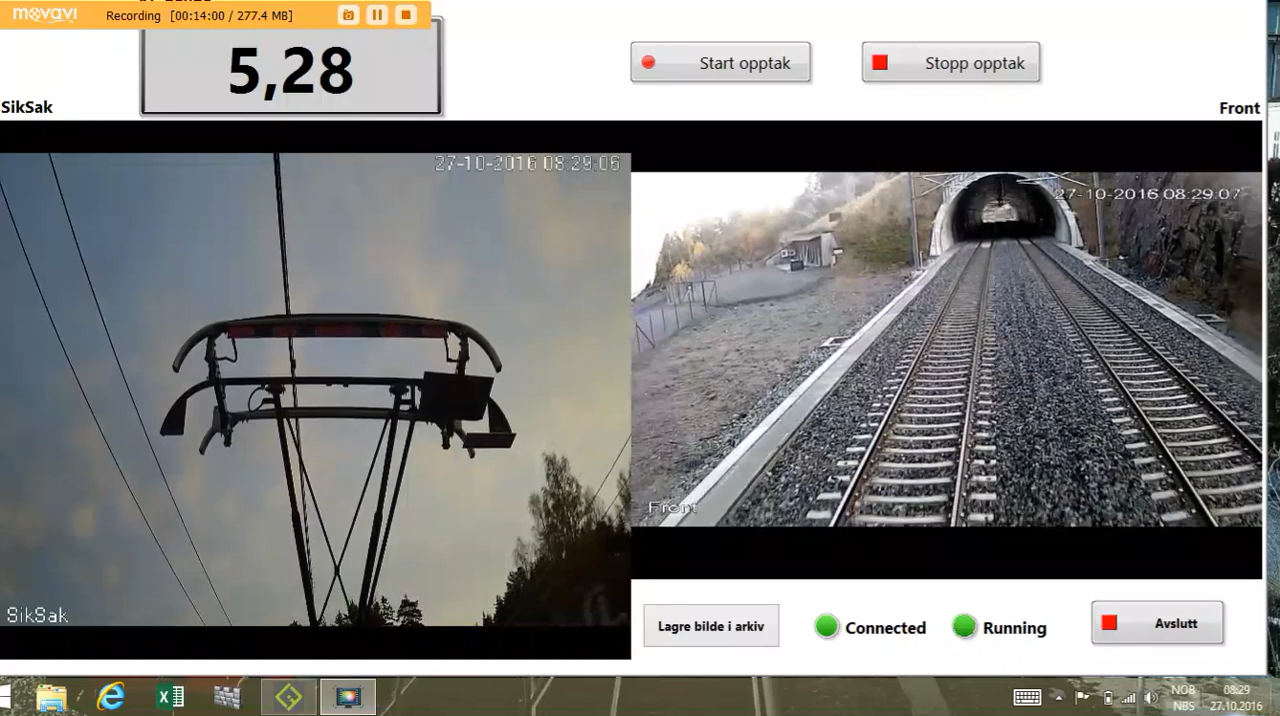 movavi
Recording [00:14:00 / 277.4 MB]
5,28
Start opptak
Stopp opptak
SikSak
Front
27-10-2016 08:29:06
27-10-2016 08:29:07
Front
SikSak
Lagre bilde i arkiv
Connected
Running
Avslutt
NOB
NBS
08:29
27.10.2016